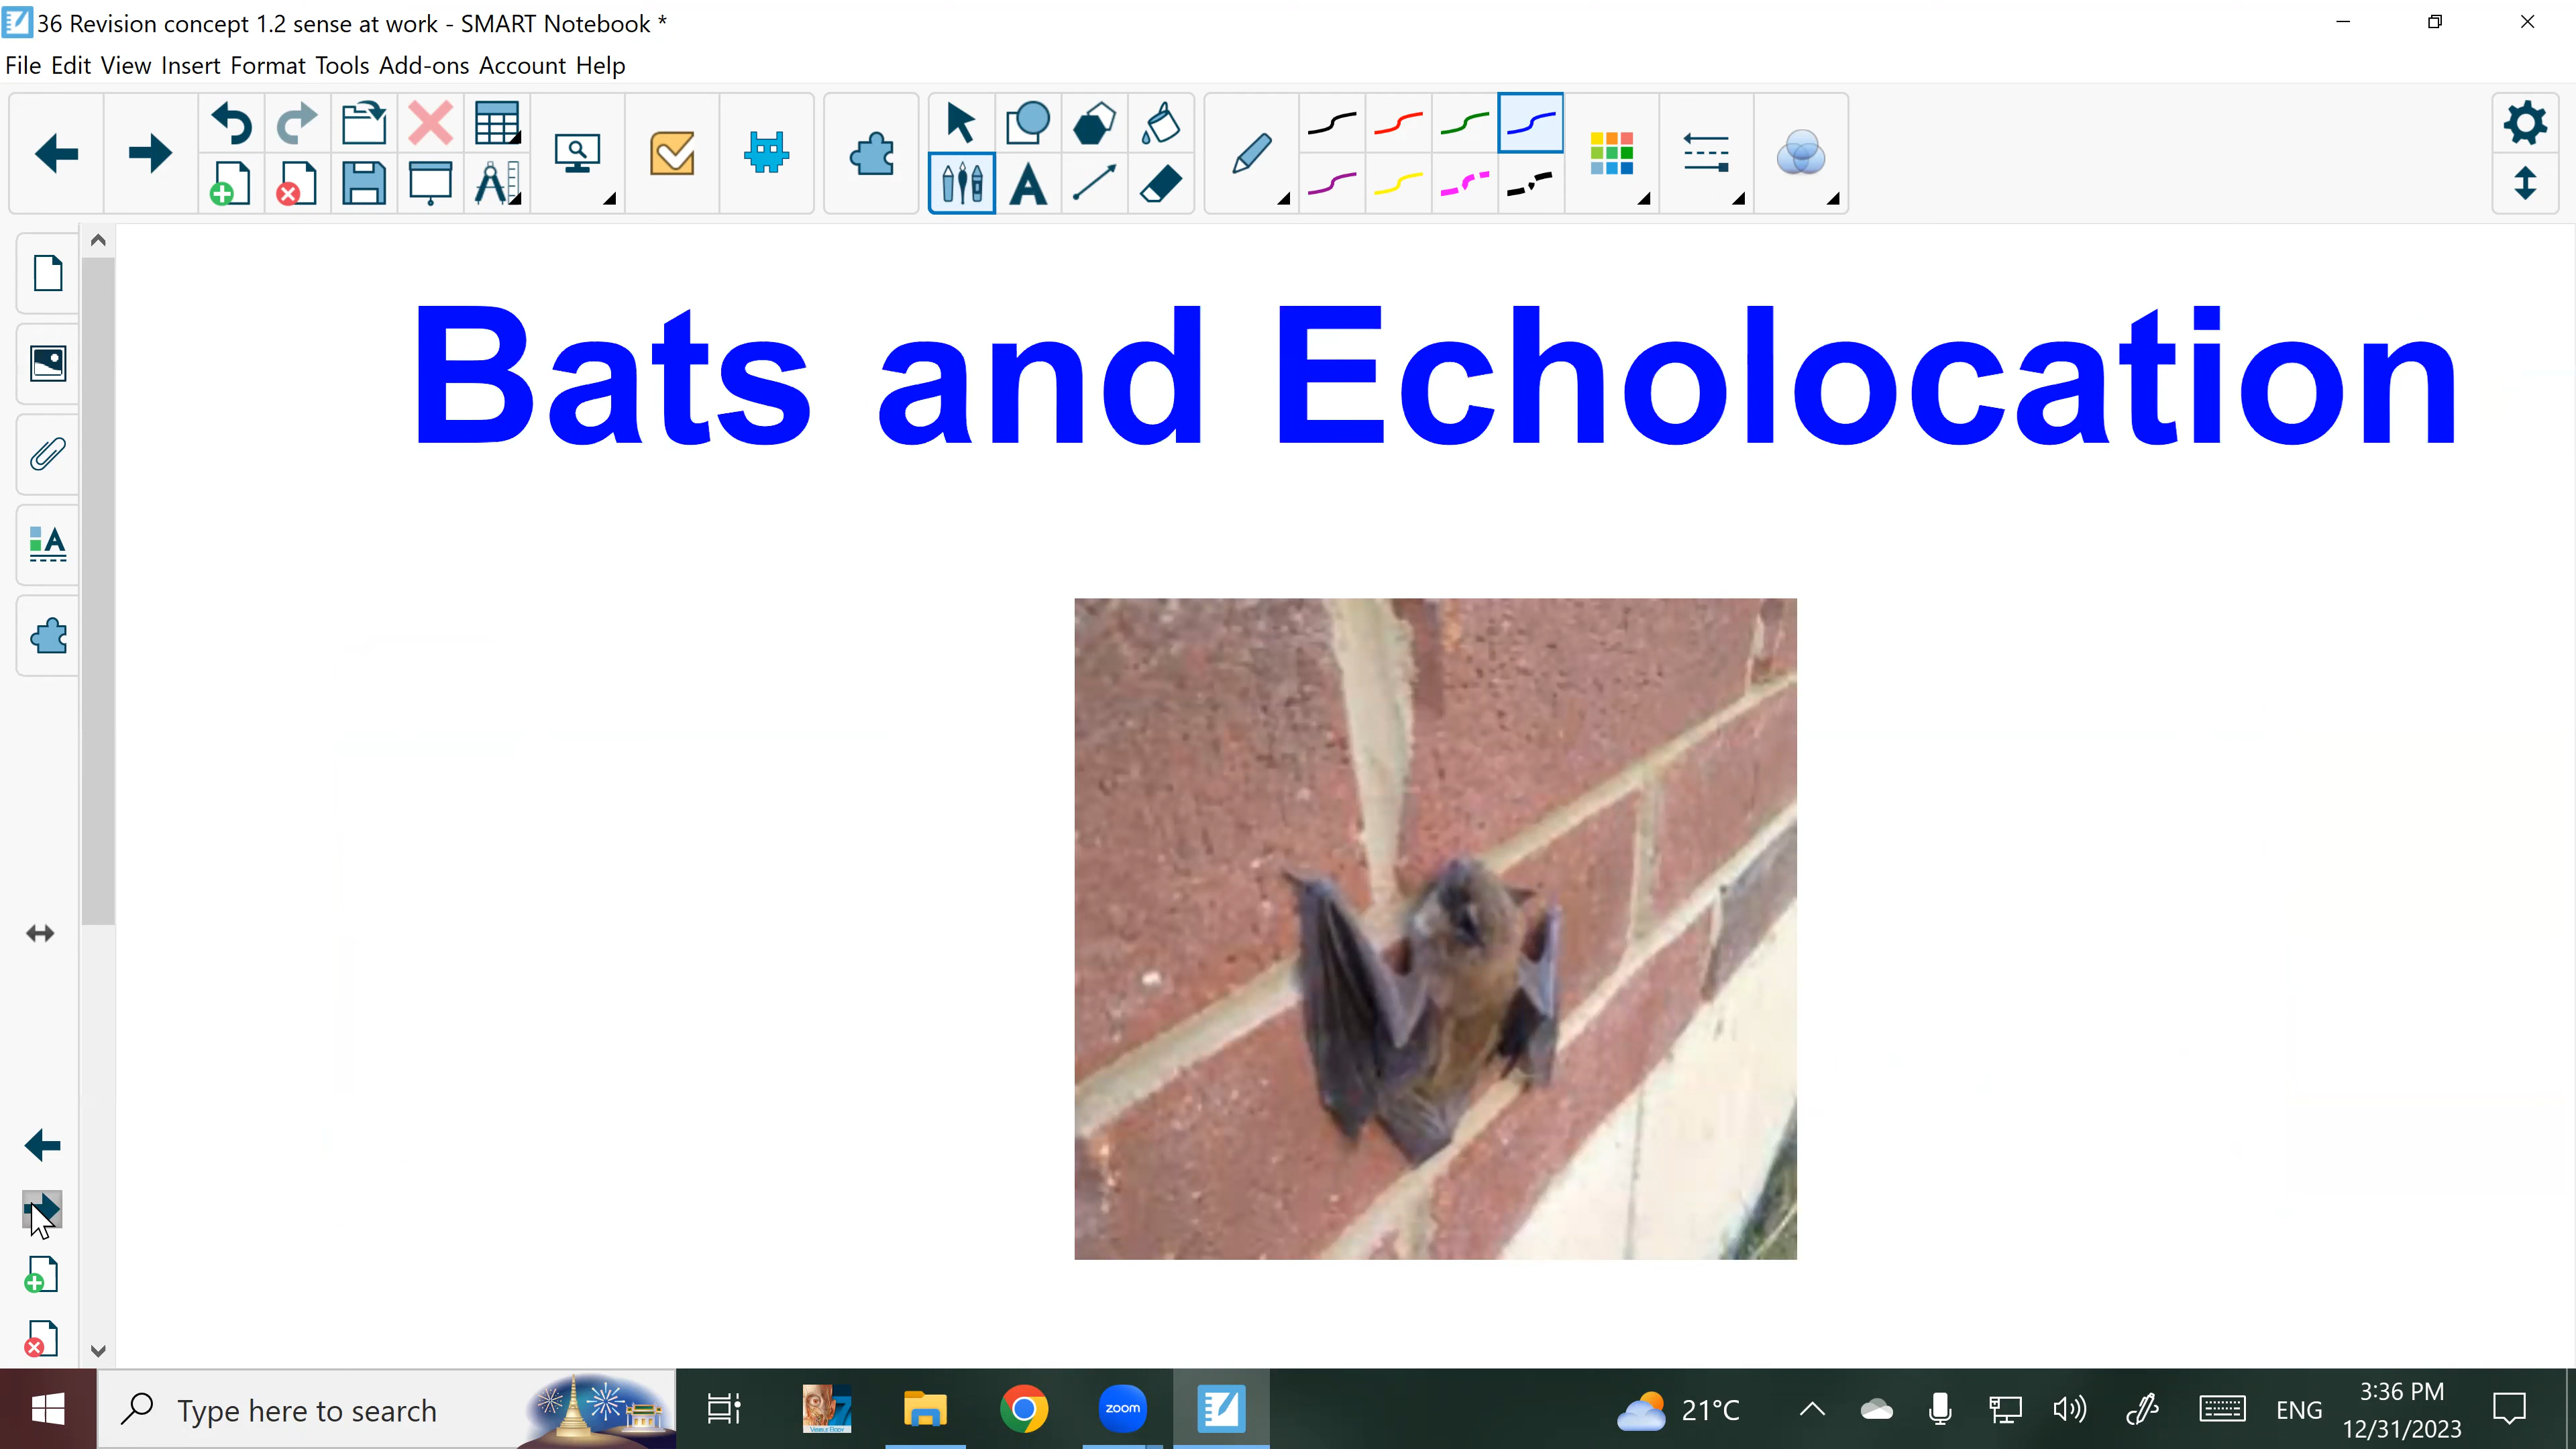 36 Revision concept 1.2 sense at work - SMART Notebook *
File Edit View Insert Format Tools Add-ons Account Help
Bats and Echolocation
Type here to search
zoom
21°C
ENG
3:36 PM
12/31/2023